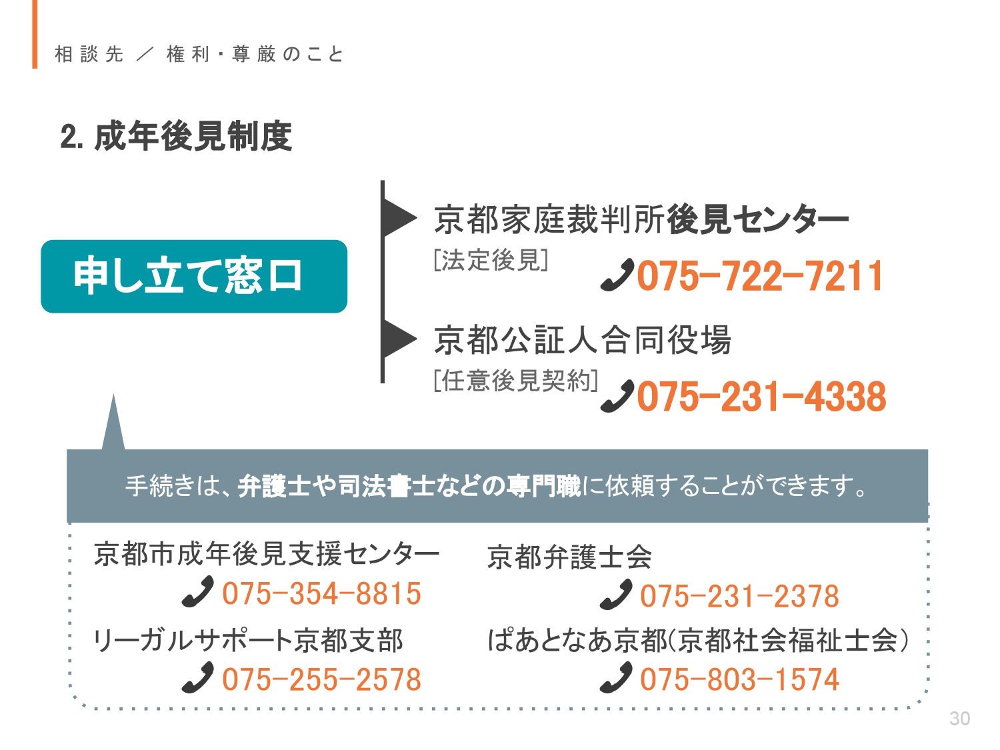 相談先 ／ 権利・尊厳のこと
2. 成年後見制度
申し立て窓口
京都家庭裁判所後見センター
[法定後見]
075-722-7211
京都公証人合同役場
[任意後見契約]
075-231-4338
手続きは、弁護士や司法書士などの専門職に依頼することができます。
京都市成年後見支援センター
075-354-8815
リーガルサポート京都支部
075-255-2578
京都弁護士会
075-231-2378
ぱあとなあ京都(京都社会福祉士会)
075-803-1574
30